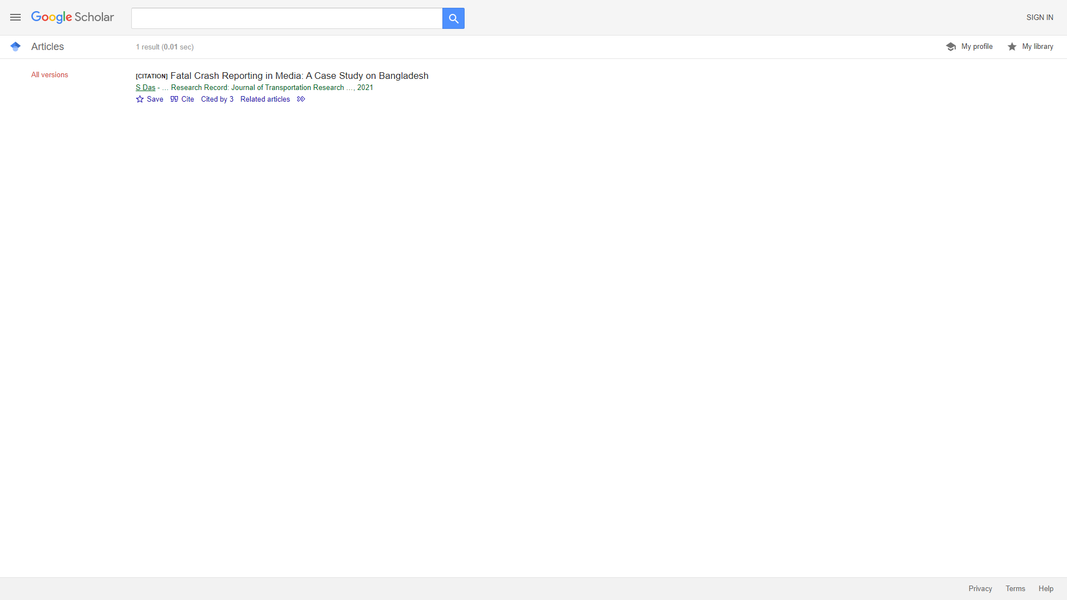 Google Scholar
SIGN IN
Articles
1 result (0.01 sec)
My profile
My library
All versions
[CITATION] Fatal Crash Reporting in Media: A Case Study on Bangladesh
S Das - … Research Record: Journal of Transportation Research …, 2021
Save Cite Cited by 3 Related articles
Privacy Terms Help